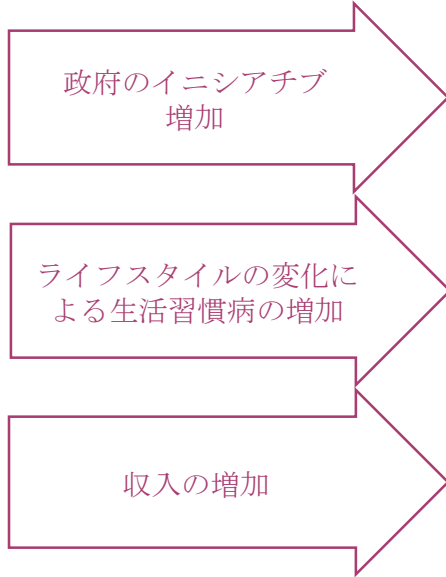 政府のイニシアチブ
増加
ライフスタイルの変化に
よる生活習慣病の増加
収入の増加